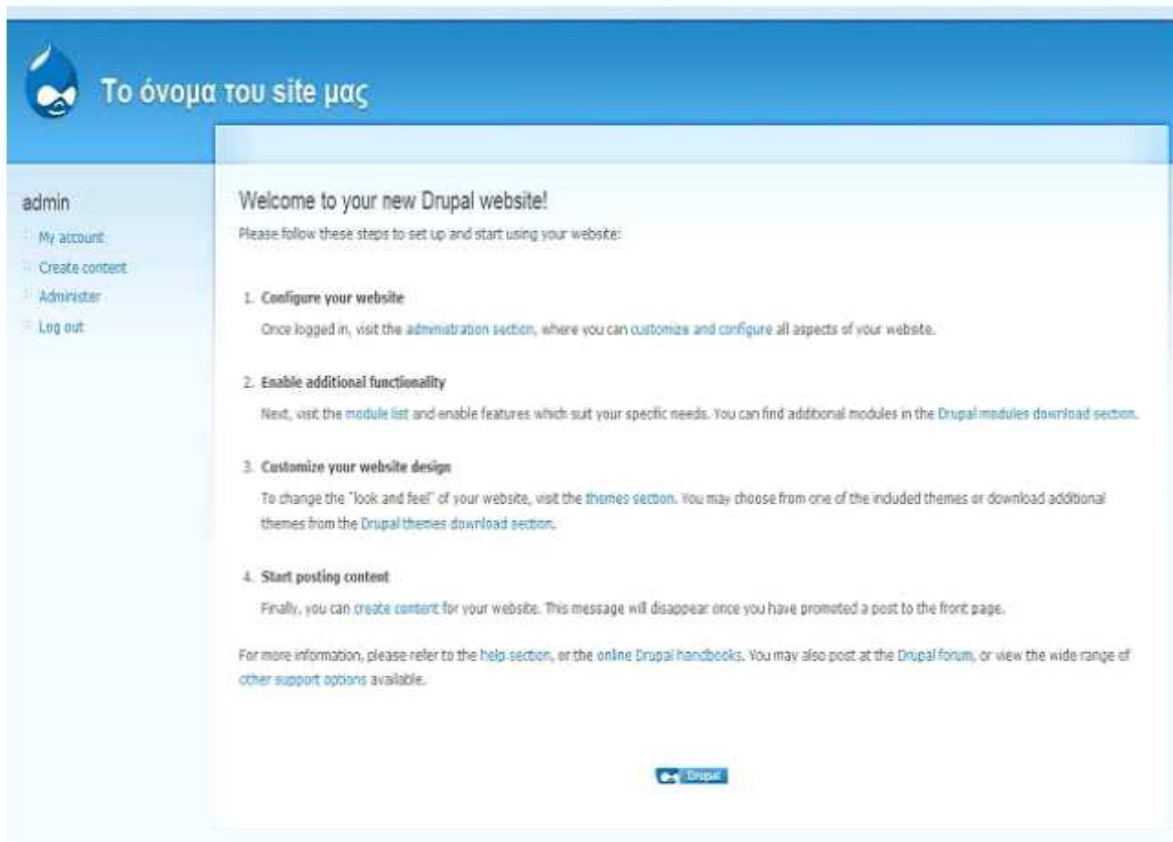 Το όνομα του site μας
admin
My account
Create content
Administer
Log out
Welcome to your new Drupal website!
Please follow these steps to set up and start using your website:
1. Configure your website
Once logged in, visit the administration section, where you can customize and configure all aspects of your website.
2. Enable additional functionality
Next, visit the module list and enable features which suit your specific needs. You can find additional modules in the Drupal modules download section.
3. Customize your website design
To change the "look and feel" of your website, visit the themes section. You may choose from one of the included themes or download additional
themes from the Drupal themes download section.
4. Start posting content
Finally, you can create content for your website. This message will disappear once you have promoted a post to the front page.
For more information, please refer to the help section, or the online Drupal handbooks. You may also post at the Drupal forum, or view the wide range of
other support options available.
Drupal